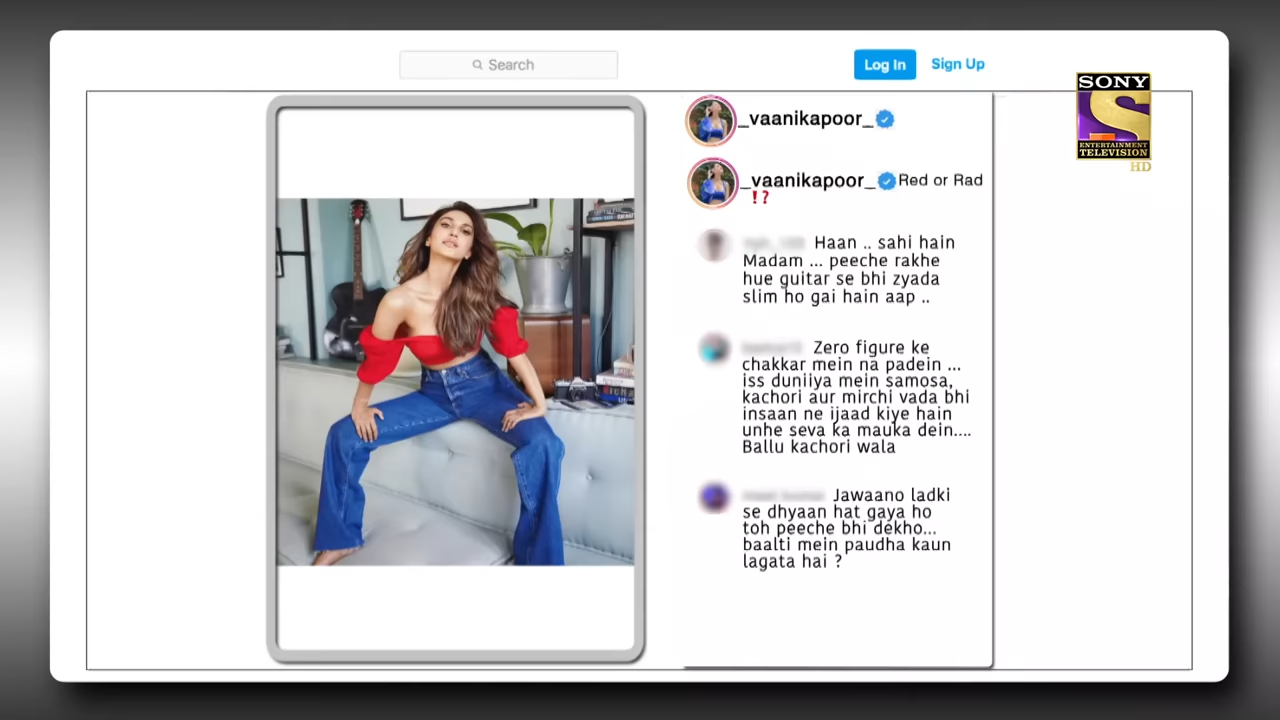 Search
Log In
Sign Up
SONY
S
ENTERTAINMENT
TELEVISION
HD
_vaanikapoor_
_vaanikapoor_ Red or Rad
!?
Haan .. sahi hain
Madam ... peeche rakhe
hue guitar se bhi zyada
slim ho gai hain aap ..
Zero figure ke
chakkar mein na padein ...
iss duniiya mein samosa,
kachori aur mirchi vada bhi
insaan ne ijaad kiye hain
unhe seva ka mauka dein....
Ballu kachori wala
Jawaano ladki
se dhyaan hat gaya ho
toh peeche bhi dekho...
baalti mein paudha kaun
lagata hai ?